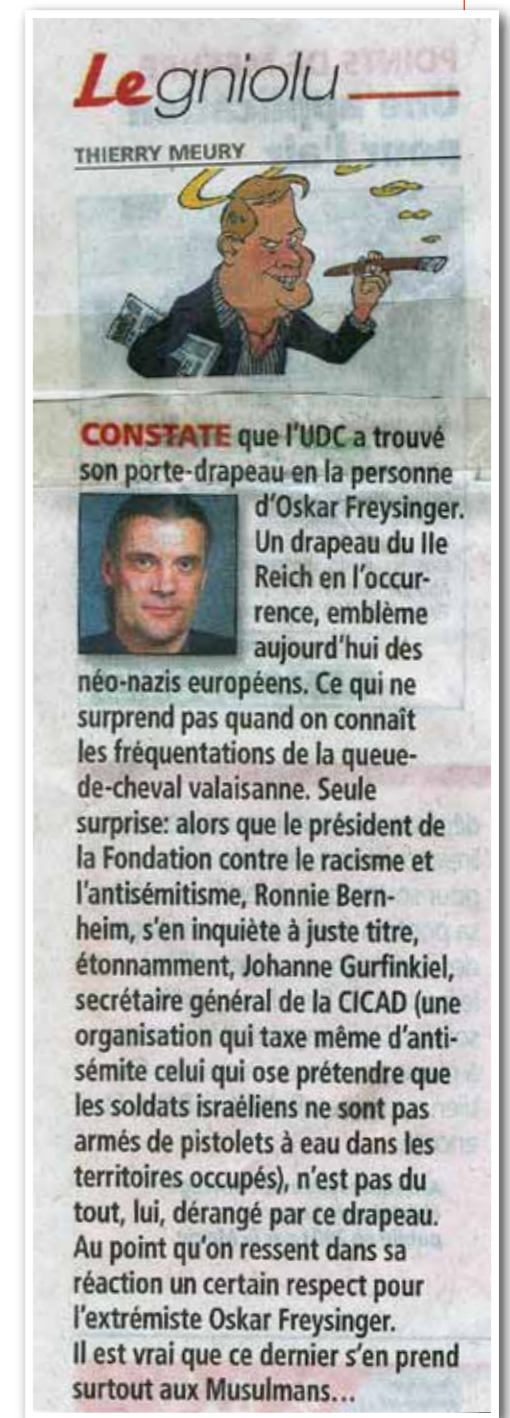 Le gniolu
THIERRY MEURY
CONSTATE que l'UDC a trouvé
son porte-drapeau en la personne
d'Oskar Freysinger.
Un drapeau du IIe
Reich en l'occur-
rence, emblème
aujourd'hui des
néo-nazis européens. Ce qui ne
surprend pas quand on connaît
les fréquentations de la queue-
de-cheval valaisanne. Seule
surprise: alors que le président de
la Fondation contre le racisme et
l'antisémitisme, Ronnie Bern-
heim, s'en inquiète à juste titre,
étonnamment, Johanne Gurfinkiel,
secrétaire général de la CICAD (une
organisation qui taxe même d'anti-
sémite celui qui ose prétendre que
les soldats israéliens ne sont pas
armés de pistolets à eau dans les
territoires occupés), n'est pas du
tout, lui, dérangé par ce drapeau.
Au point qu'on ressent dans sa
réaction un certain respect pour
l'extrémiste Oskar Freysinger.
Il est vrai que ce dernier s'en prend
surtout aux Musulmans…